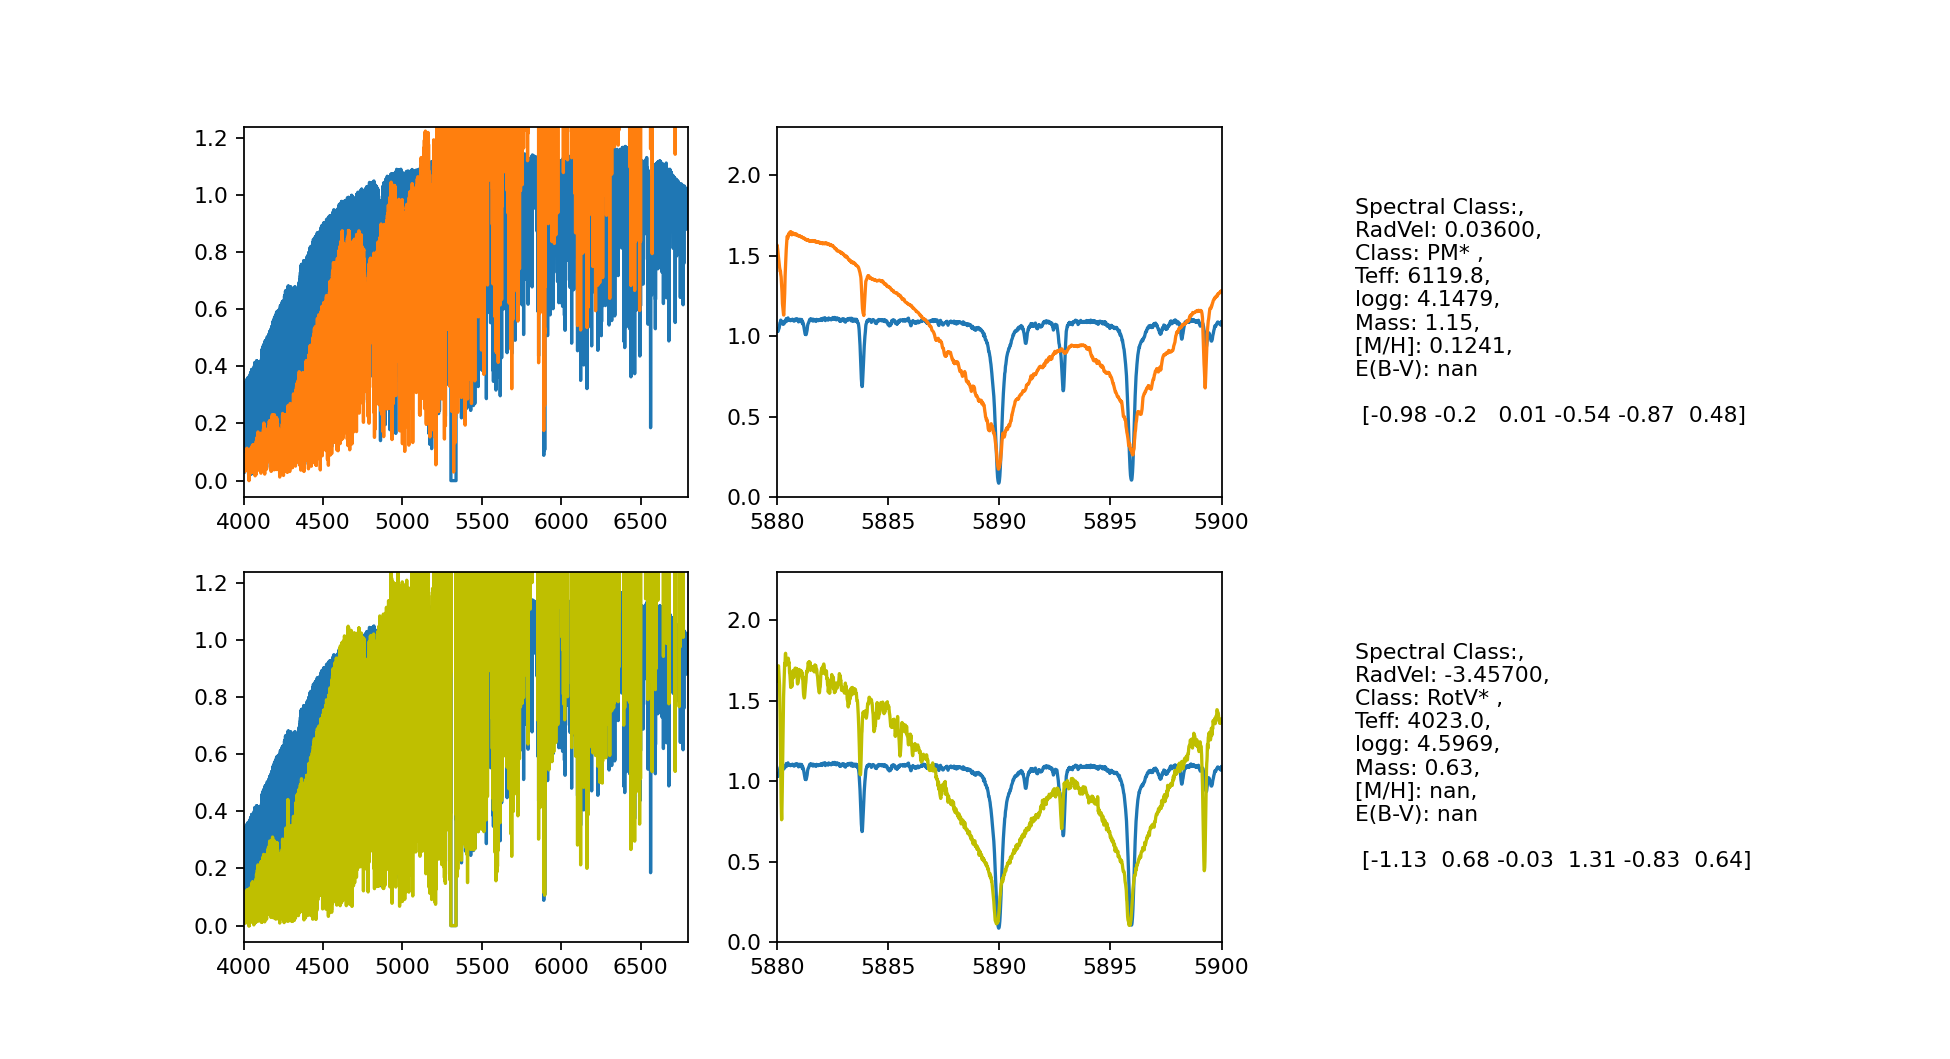 1.2
1.0
0.8
0.6
0.4
0.2
0.0
4000 4500 5000 5500 6000 6500
2.0
1.5
1.0
0.5
0.0
5880 5885 5890 5895 5900
Spectral Class:,
RadVel: 0.03600,
Class: PM* ,
Teff: 6119.8,
logg: 4.1479,
Mass: 1.15,
[M/H]: 0.1241,
E(B-V): nan
[-0.98 -0.2   0.01 -0.54 -0.87  0.48]
1.2
1.0
0.8
0.6
0.4
0.2
0.0
4000 4500 5000 5500 6000 6500
2.0
1.5
1.0
0.5
0.0
5880 5885 5890 5895 5900
Spectral Class:,
RadVel: -3.45700,
Class: RotV* ,
Teff: 4023.0,
logg: 4.5969,
Mass: 0.63,
[M/H]: nan,
E(B-V): nan
[-1.13  0.68 -0.03  1.31 -0.83  0.64]